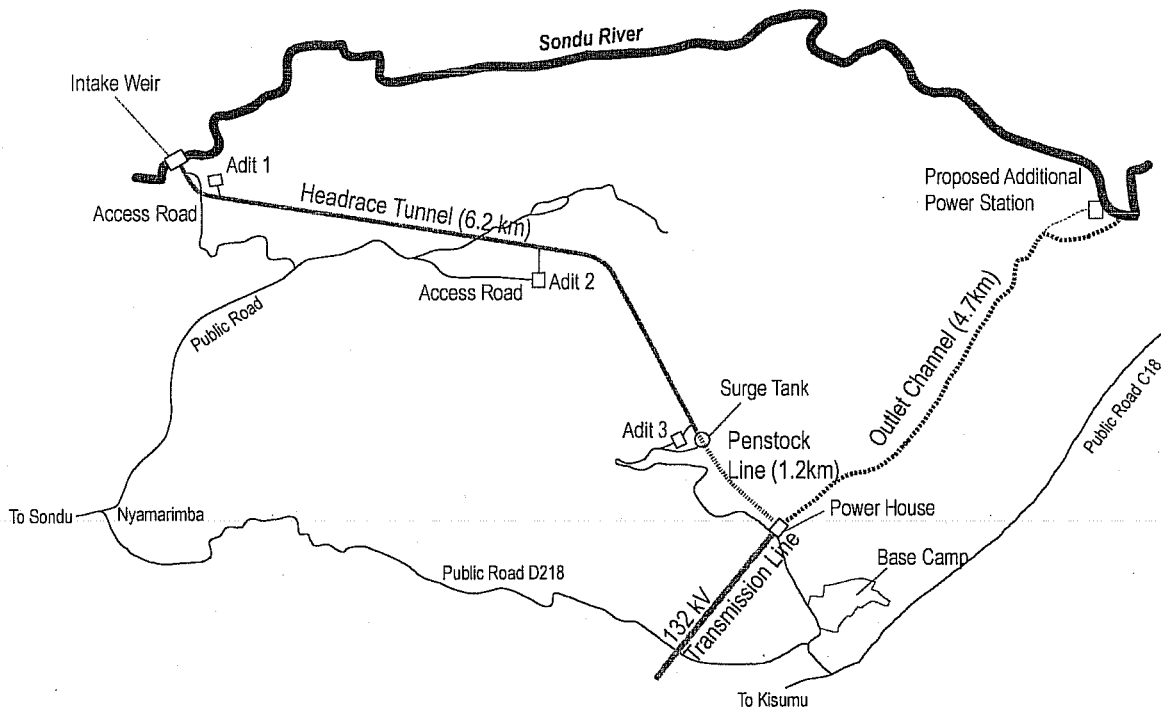 Sondu River
Intake Weir
Adit 1
Headrace Tunnel (6.2 km)
Access Road
Proposed Additional
Power Station
Adit 2
Access Road
Public Road
Outlet Channel (4.7km)
Public Road C18
Surge Tank
Adit 3
Penstock
Line (1.2km)
To Sondu
Nyamarimba
Power House
Public Road D218
132 kV
Transmission Line
Base Camp
To Kisumu